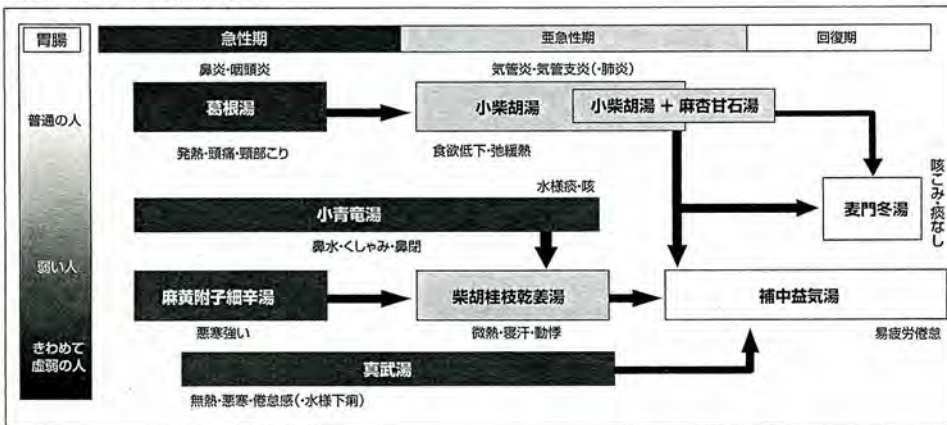 胃腸
急性期
亜急性期
回復期
鼻炎・咽頭炎
気管炎・気管支炎(・肺炎)
普通の人
葛根湯
小柴胡湯
小柴胡湯 + 麻杏甘石湯
発熱・頭痛・頸部こり
食欲低下・弛緩熱
水様痰・咳
小青竜湯
麦門冬湯
咳こみ・痰なし
鼻水・くしゃみ・鼻閉
弱い人
麻黄附子細辛湯
柴胡桂枝乾姜湯
補中益気湯
悪寒強い
微熱・寝汗・動悸
易疲労倦怠
きわめて
虚弱の人
真武湯
無熱・悪寒・倦怠感(・水様下痢)